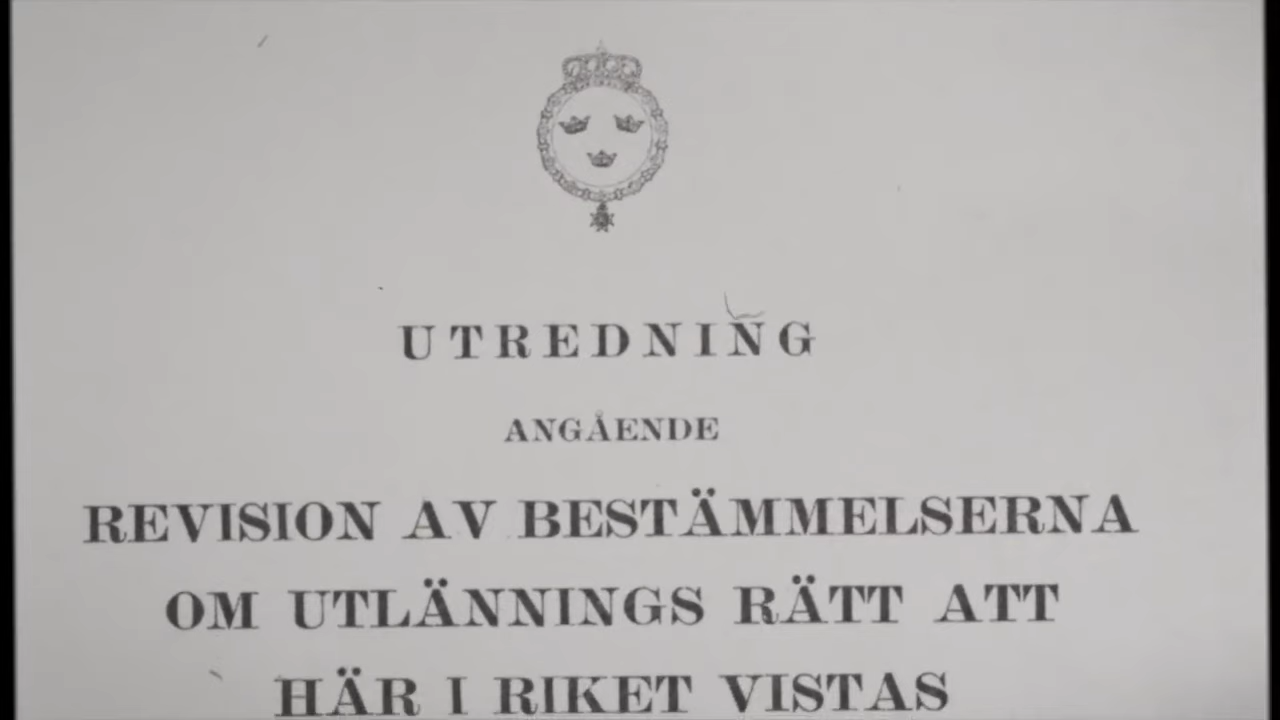 UTREDNING
ANGÅENDE
REVISION AV BESTÄMMELSERNA
OM UTLÄNNINGS RÄTT ATT
HÄR I RIKET VISTAS